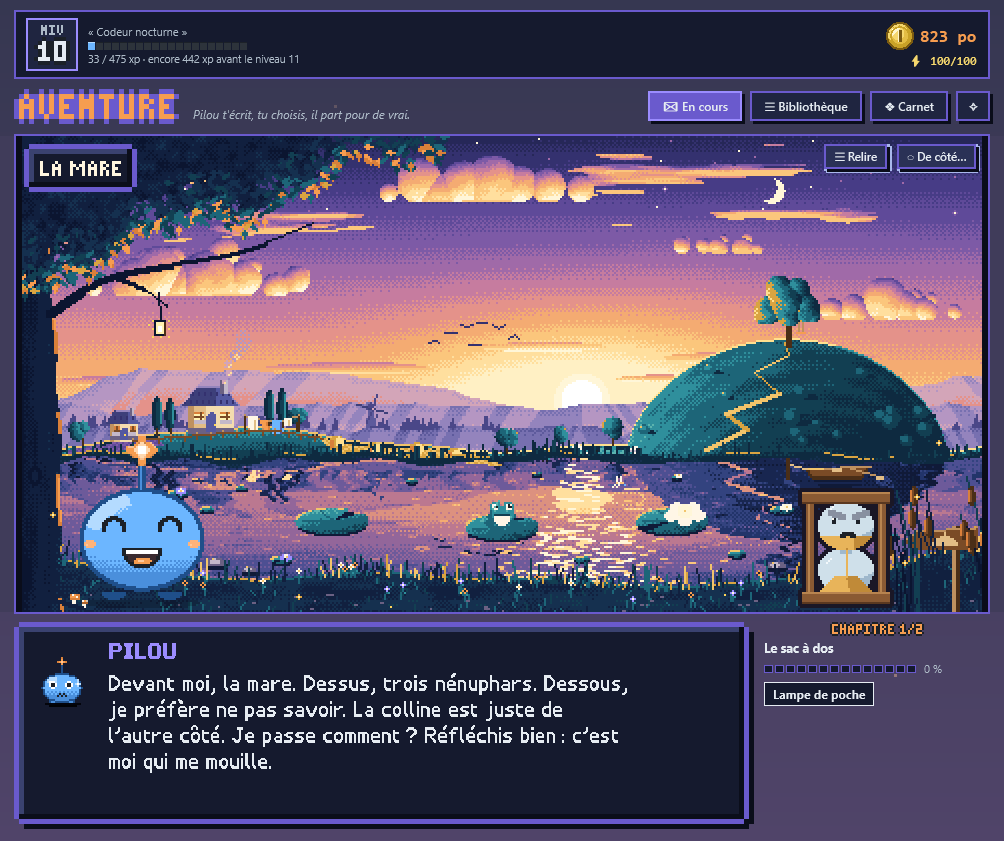 NIV
10
« Codeur nocturne »
33 / 475 xp · encore 442 xp avant le niveau 11
823 po
100/100
AVENTURE
Pilou t'écrit, tu choisis, il part pour de vrai.
En cours
Bibliothèque
Carnet
LA MARE
Relire
De côté...
PILOU
Devant moi, la mare. Dessus, trois nénuphars. Dessous,
je préfère ne pas savoir. La colline est juste de
l'autre côté. Je passe comment ? Réfléchis bien : c'est
moi qui me mouille.
CHAPITRE 1/2
Le sac à dos
0 %
Lampe de poche